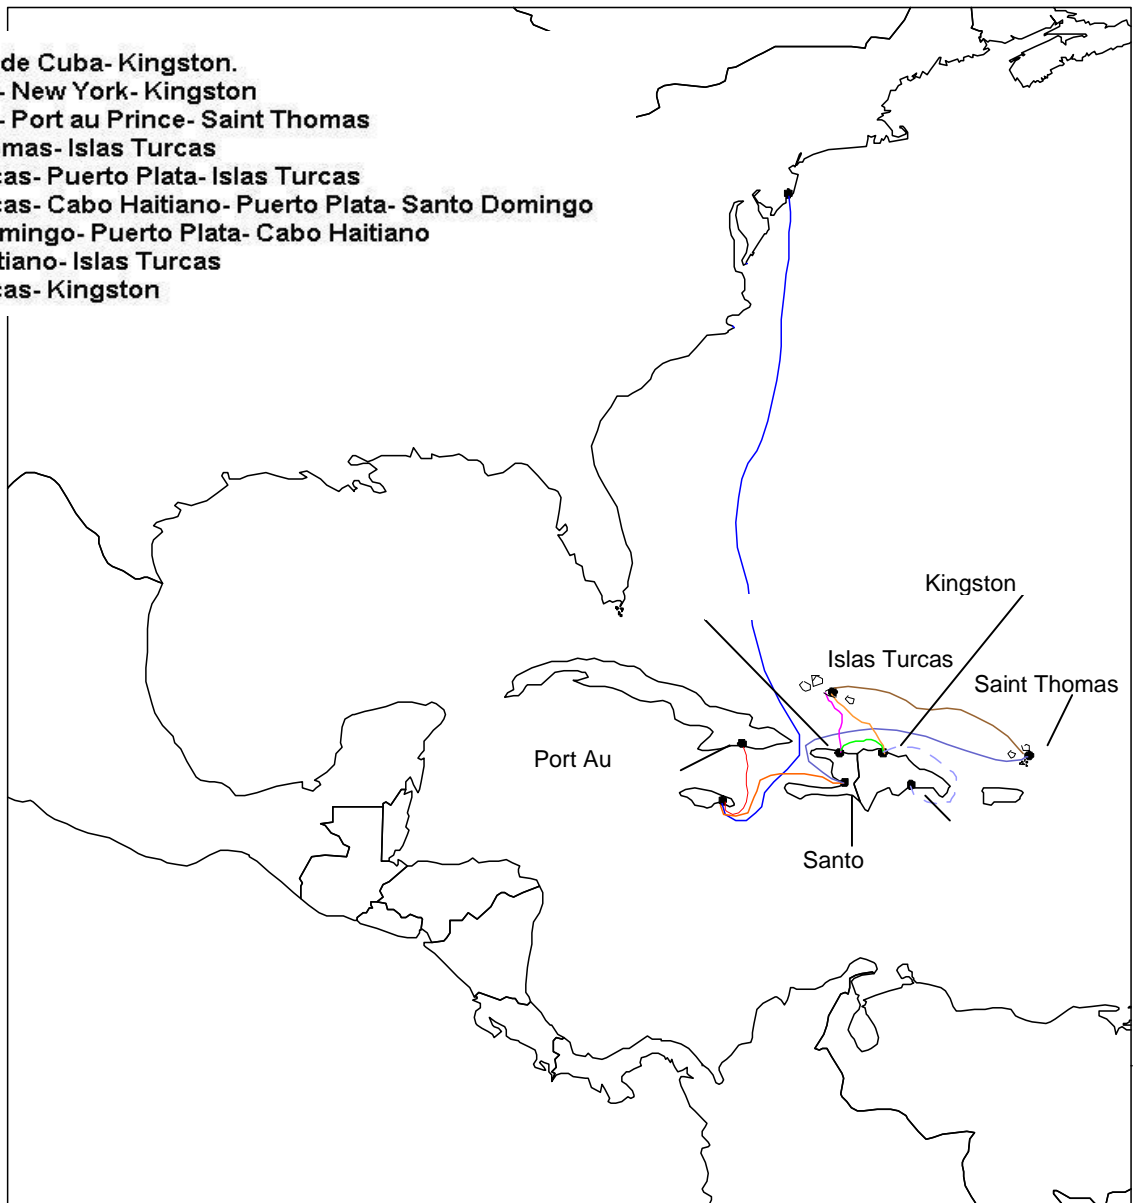 de Cuba- Kingston.
- New York- Kingston
- Port au Prince- Saint Thomas
mas- Islas Turcas
cas- Puerto Plata- Islas Turcas
cas- Cabo Haitiano- Puerto Plata- Santo Domingo
mingo- Puerto Plata- Cabo Haitiano
tiano- Islas Turcas
cas- Kingston
Kingston
Islas Turcas
Saint Thomas
Port Au
Santo